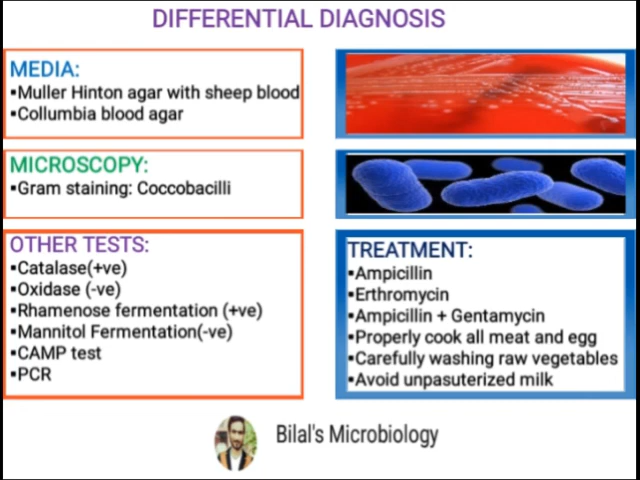 DIFFERENTIAL DIAGNOSIS
MEDIA:
▪Muller Hinton agar with sheep blood
▪Collumbia blood agar
MICROSCOPY:
▪Gram staining: Coccobacilli
OTHER TESTS:
▪Catalase(+ve)
▪Oxidase (-ve)
▪Rhamenose fermentation (+ve)
▪Mannitol Fermentation(-ve)
▪CAMP test
▪PCR
TREATMENT:
▪Ampicillin
▪Erthromycin
▪Ampicillin + Gentamycin
▪Properly cook all meat and egg
▪Carefully washing raw vegetables
▪Avoid unpasuterized milk
Bilal's Microbiology